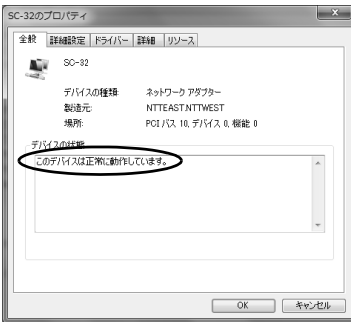 SC-32のプロパティ
全般 詳細設定 ドライバー 詳細 リソース
SC-32
デバイスの種類: ネットワーク アダプター
製造元: NTTEAST.NTTWEST
場所: PCI バス 10, デバイス 0, 機能 0
デバイスの状態
このデバイスは正常に動作しています。
OK キャンセル